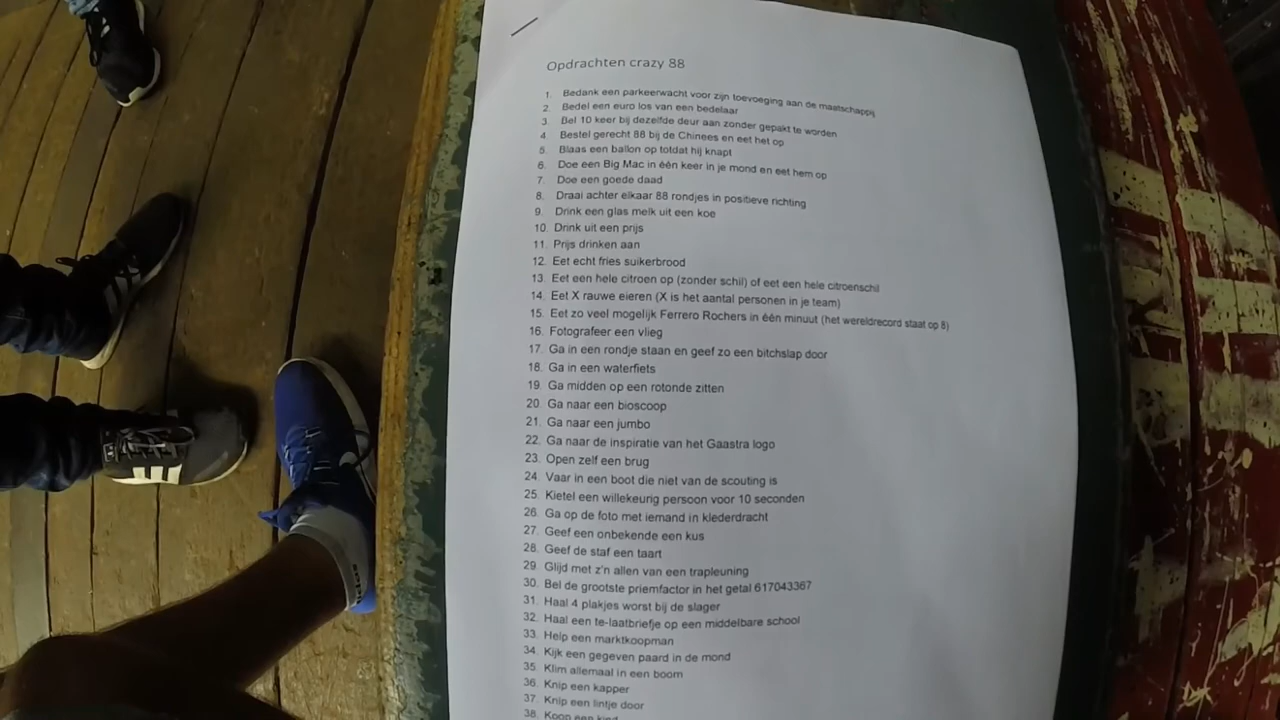 Opdrachten crazy 88
1. Bedank een parkeerwacht voor zijn toevoeging aan de maatschappij
2. Bedel een euro los van een bedelaar
3. Bel 10 keer bij dezelfde deur aan zonder gepakt te worden
4. Bestel gerecht 88 bij de Chinees en eet het op
5. Blaas een ballon op totdat hij knapt
6. Doe een Big Mac in één keer in je mond en eet hem op
7. Doe een goede daad
8. Draai achter elkaar 88 rondjes in positieve richting
9. Drink een glas melk uit een koe
10. Drink uit een prijs
11. Prijs drinken aan
12. Eet echt fries suikerbrood
13. Eet een hele citroen op (zonder schil) of eet een hele citroenschil
14. Eet X rauwe eieren (X is het aantal personen in je team)
15. Eet zo veel mogelijk Ferrero Rochers in één minuut (het wereldrecord staat op 8)
16. Fotografeer een vlieg
17. Ga in een rondje staan en geef zo een bitchslap door
18. Ga in een waterfiets
19. Ga midden op een rotonde zitten
20. Ga naar een bioscoop
21. Ga naar een jumbo
22. Ga naar de inspiratie van het Gaastra logo
23. Open zelf een brug
24. Vaar in een boot die niet van de scouting is
25. Kietel een willekeurig persoon voor 10 seconden
26. Ga op de foto met iemand in klederdracht
27. Geef een onbekende een kus
28. Geef de staf een taart
29. Glijd met z'n allen van een trapleuning
30. Bel de grootste priemfactor in het getal 617043367
31. Haal 4 plakjes worst bij de slager
32. Haal een te-laatbriefje op een middelbare school
33. Help een marktkoopman
34. Kijk een gegeven paard in de mond
35. Klim allemaal in een boom
36. Knip een kapper
37. Knip een lintje door
38. Koop een kind
adidas